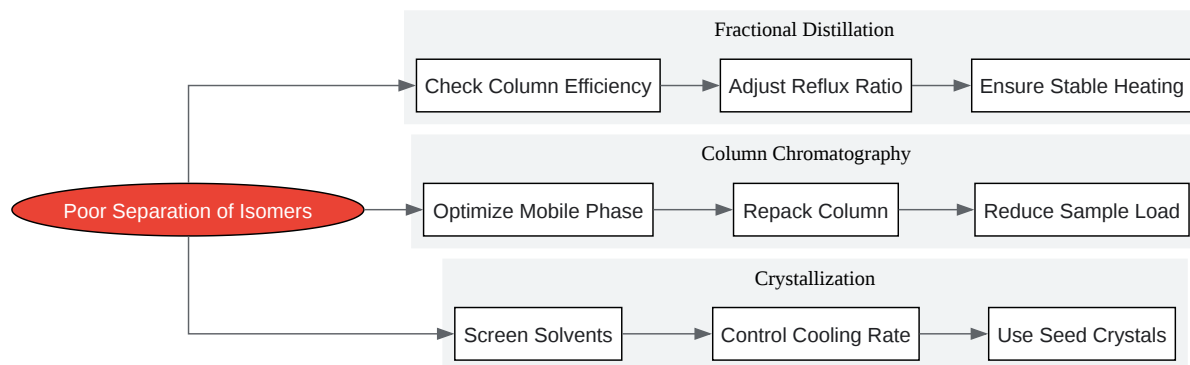 Fractional Distillation
Check Column Efficiency
Adjust Reflux Ratio
Ensure Stable Heating
Column Chromatography
Poor Separation of Isomers
Optimize Mobile Phase
Repack Column
Reduce Sample Load
Crystallization
Screen Solvents
Control Cooling Rate
Use Seed Crystals